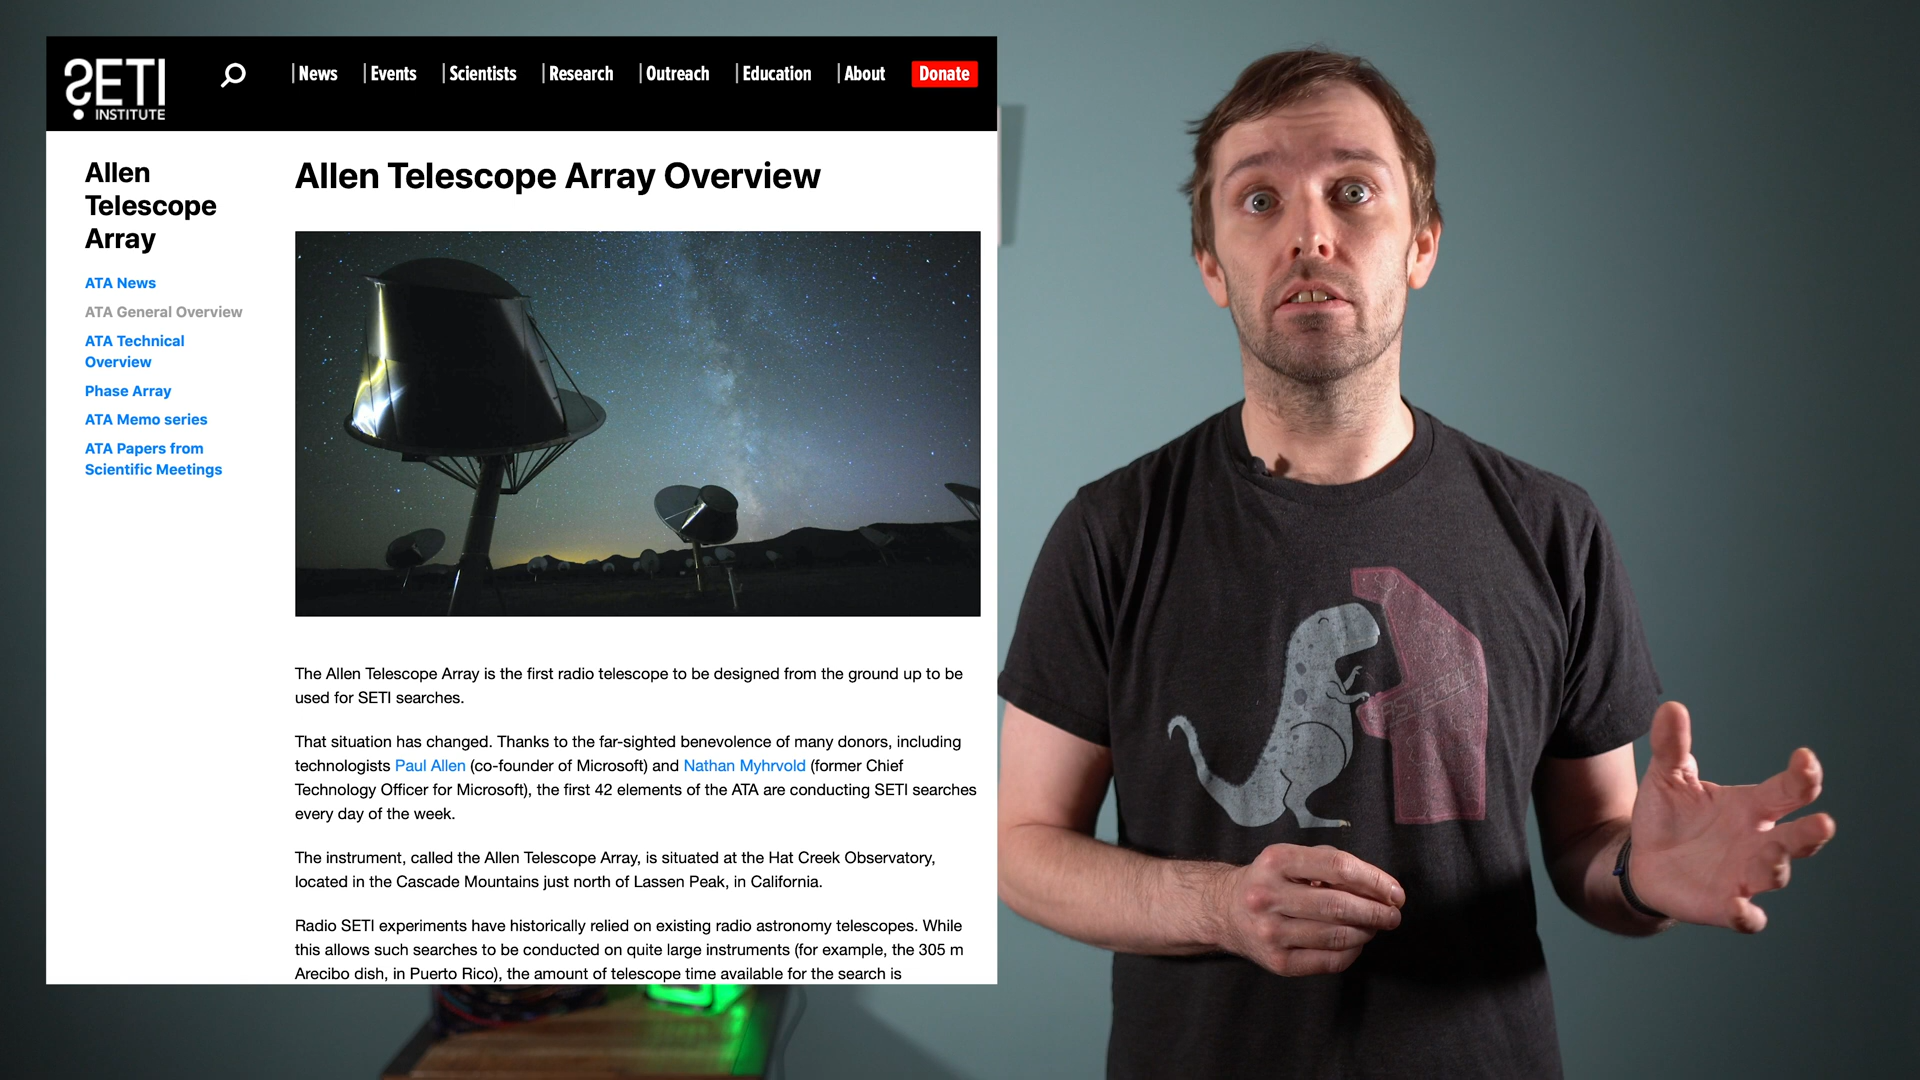 SETI
INSTITUTE
News
Events
Scientists
Research
Outreach
Education
About
Donate
Allen
Telescope
Array
ATA News
ATA General Overview
ATA Technical
Overview
Phase Array
ATA Memo series
ATA Papers from
Scientific Meetings
Allen Telescope Array Overview
The Allen Telescope Array is the first radio telescope to be designed from the ground up to be
used for SETI searches.
That situation has changed. Thanks to the far-sighted benevolence of many donors, including
technologists Paul Allen (co-founder of Microsoft) and Nathan Myhrvold (former Chief
Technology Officer for Microsoft), the first 42 elements of the ATA are conducting SETI searches
every day of the week.
The instrument, called the Allen Telescope Array, is situated at the Hat Creek Observatory,
located in the Cascade Mountains just north of Lassen Peak, in California.
Radio SETI experiments have historically relied on existing radio astronomy telescopes. While
this allows such searches to be conducted on quite large instruments (for example, the 305 m
Arecibo dish, in Puerto Rico), the amount of telescope time available for the search is